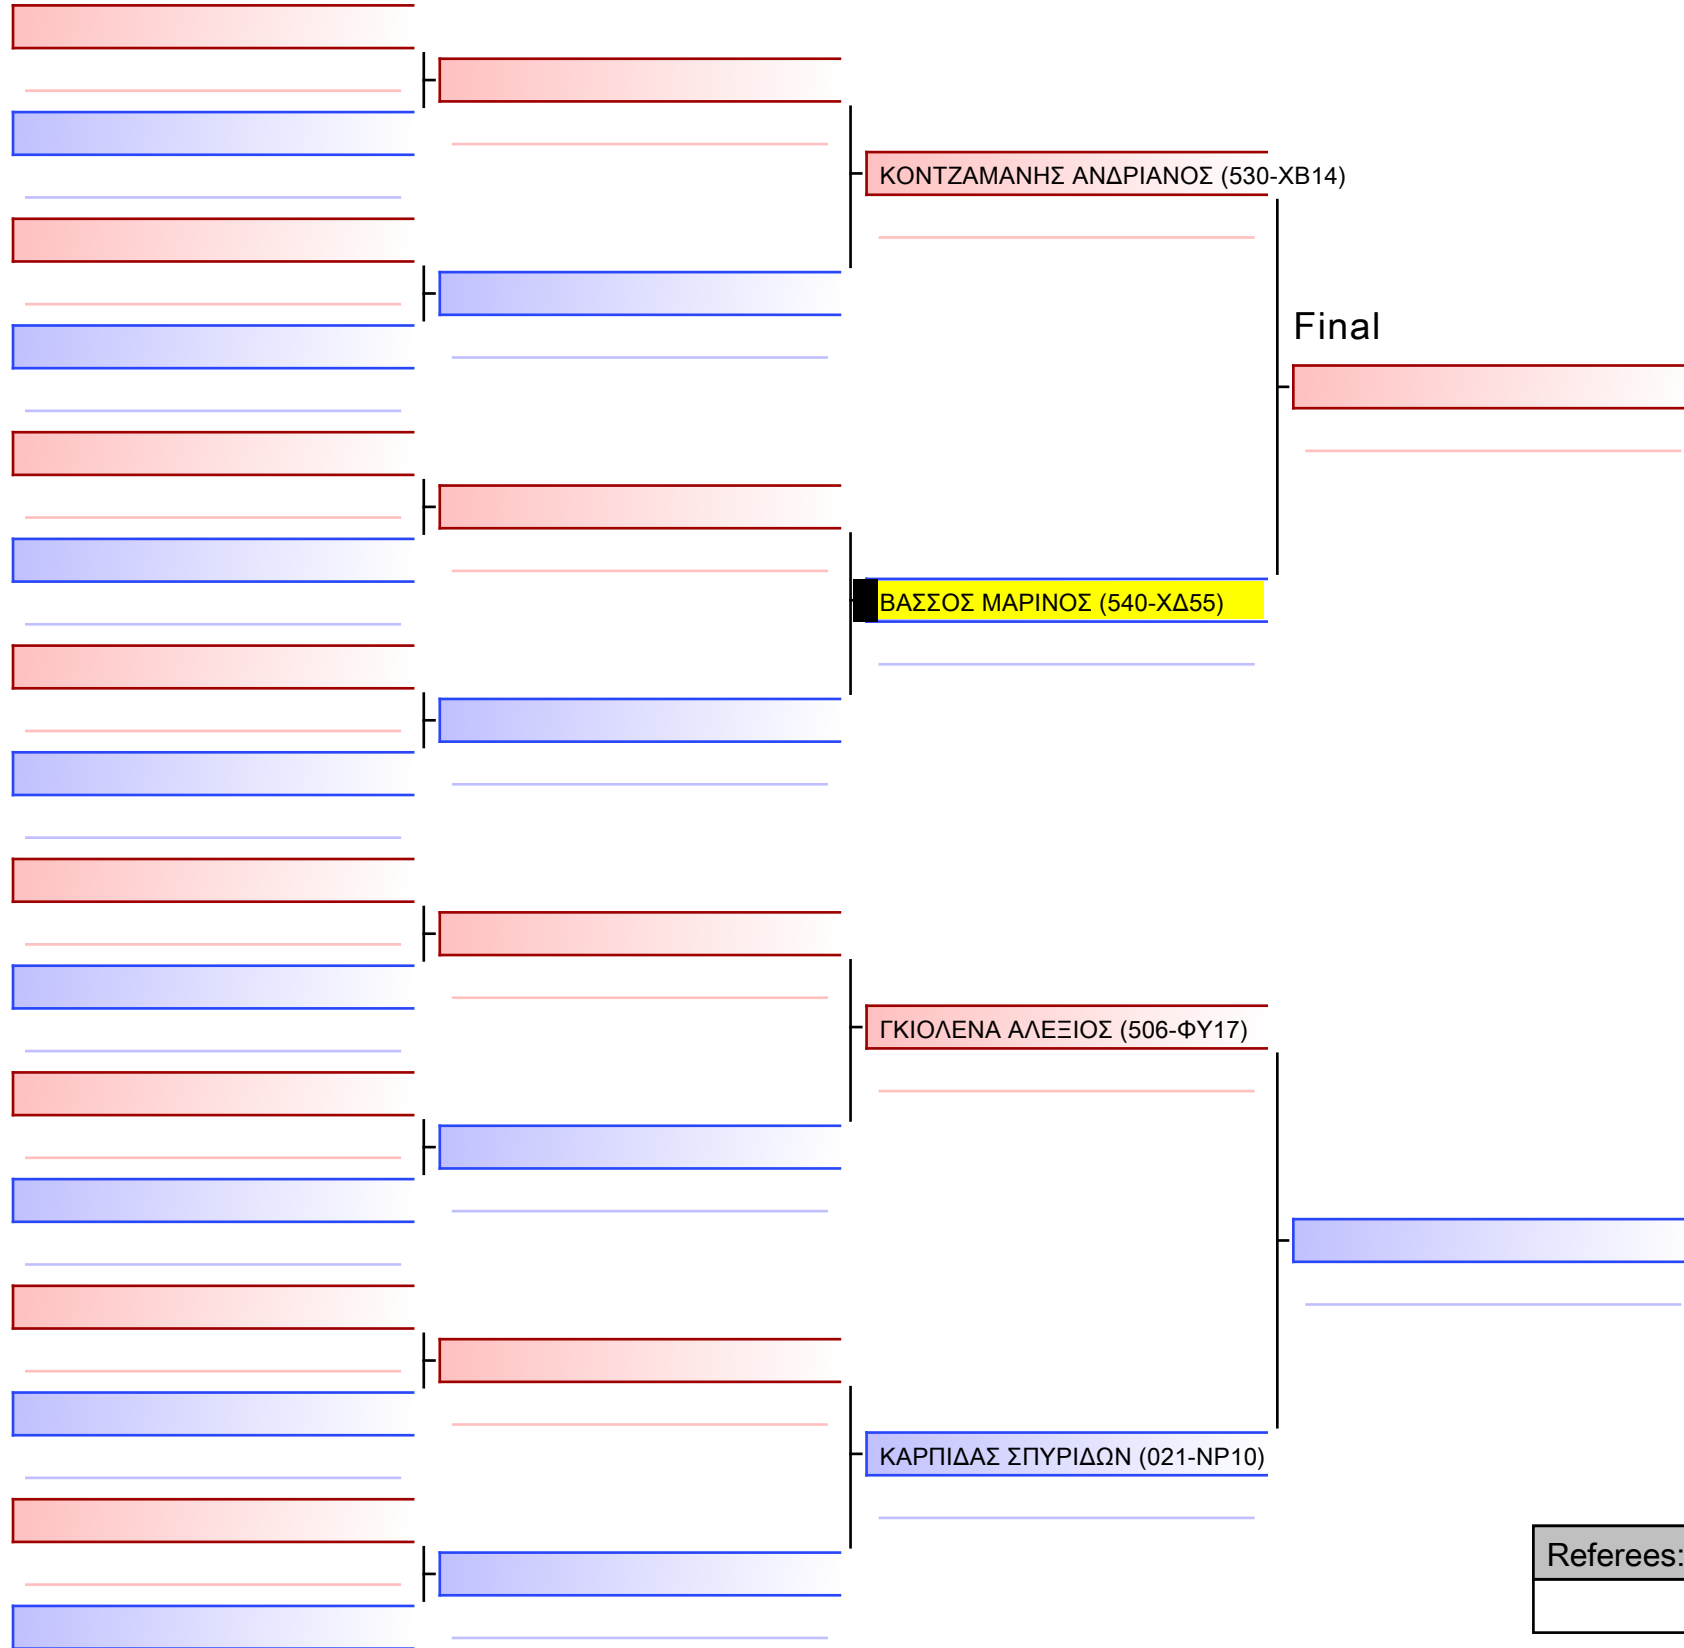 ΚΟΝΤΖΑΜΑΝΗΣ ΑΝΔΡΙΑΝΟΣ (530-ΧΒ14)
Final
ΒΑΣΣΟΣ ΜΑΡΙΝΟΣ (540-ΧΔ55)
ΓΚΙΟΛΕΝΑ ΑΛΕΞΙΟΣ (506-ΦΥ17)
ΚΑΡΠΙΔΑΣ ΣΠΥΡΙΔΩΝ (021-ΝΡ10)
Referees: